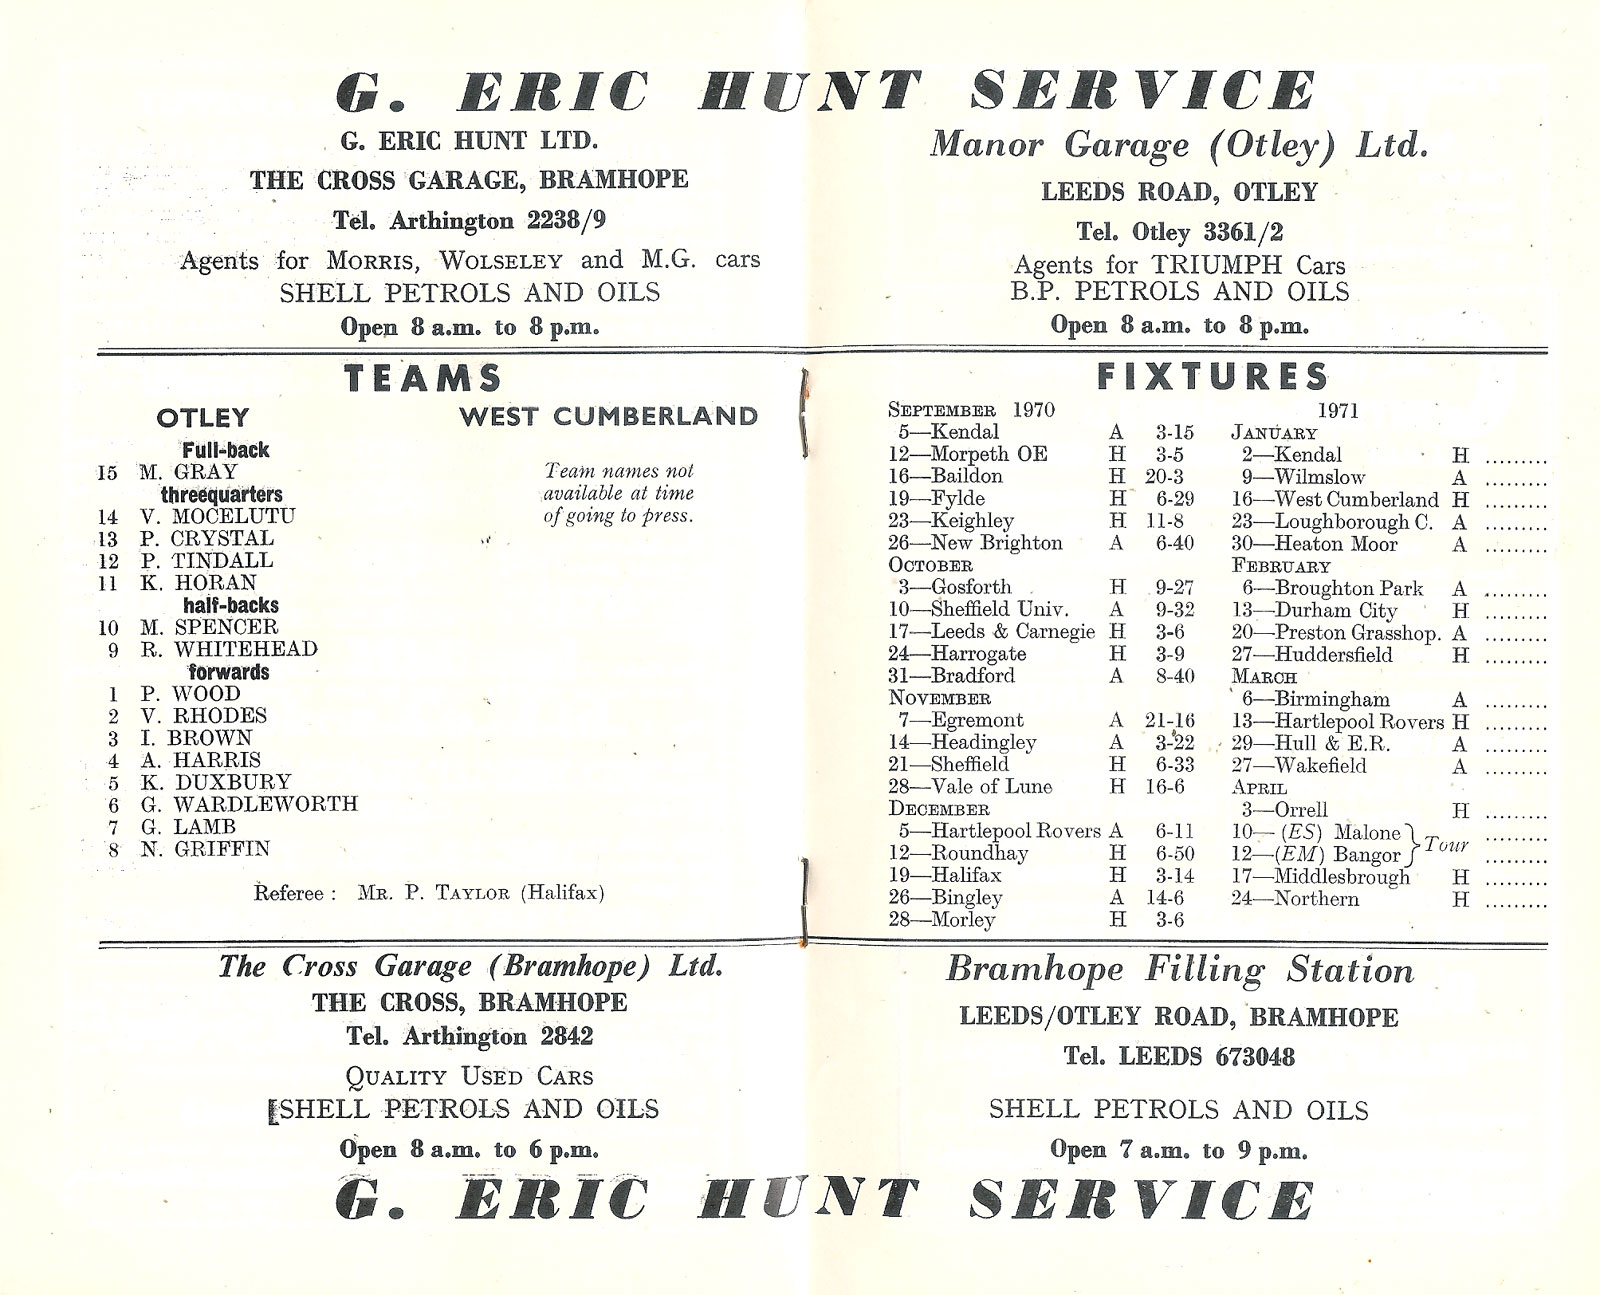 G. ERIC HUNT SERVICE
G. ERIC HUNT LTD.
THE CROSS GARAGE, BRAMHOPE
Tel. Arthington 2238/9
Agents for MORRIS, WOLSELEY and M.G. cars
SHELL PETROLS AND OILS
Open 8 a.m. to 8 p.m.
Manor Garage (Otley) Ltd.
LEEDS ROAD, OTLEY
Tel. Otley 3361/2
Agents for TRIUMPH Cars
B.P. PETROLS AND OILS
Open 8 a.m. to 8 p.m.
TEAMS
OTLEY WEST CUMBERLAND
Full-back
15 M. GRAY
threequarters
14 V. MOCELUTU
13 P. CRYSTAL
12 P. TINDALL
11 K. HORAN
half-backs
10 M. SPENCER
9 R. WHITEHEAD
forwards
1 P. WOOD
2 V. RHODES
3 I. BROWN
4 A. HARRIS
5 K. DUXBURY
6 G. WARDLEWORTH
7 G. LAMB
8 N. GRIFFIN
Team names not
available at time
of going to press.
Referee : MR. P. TAYLOR (Halifax)
FIXTURES
SEPTEMBER 1970
5—Kendal A 3-15
12—Morpeth OE H 3-5
16—Baildon H 20-3
19—Fylde H 6-29
23—Keighley H 11-8
26—New Brighton A 6-40
OCTOBER
3—Gosforth H 9-27
10—Sheffield Univ. A 9-32
17—Leeds & Carnegie H 3-6
24—Harrogate H 3-9
31—Bradford A 8-40
NOVEMBER
7—Egremont A 21-16
14—Headingley A 3-22
21—Sheffield H 6-33
28—Vale of Lune H 16-6
DECEMBER
5—Hartlepool Rovers A 6-11
12—Roundhay H 6-50
19—Halifax H 3-14
26—Bingley A 14-6
28—Morley H 3-6
1971
JANUARY
2—Kendal H .........
9—Wilmslow A .........
16—West Cumberland H .........
23—Loughborough C. A .........
30—Heaton Moor A .........
FEBRUARY
6—Broughton Park A .........
13—Durham City H .........
20—Preston Grasshop. A .........
27—Huddersfield H .........
MARCH
6—Birmingham A .........
13—Hartlepool Rovers H .........
29—Hull & E.R. A .........
27—Wakefield A .........
APRIL
3—Orrell H .........
10—(ES) Malone } Tour .........
12—(EM) Bangor .........
17—Middlesbrough H .........
24—Northern H .........
The Cross Garage (Bramhope) Ltd.
THE CROSS, BRAMHOPE
Tel. Arthington 2842
QUALITY USED CARS
SHELL PETROLS AND OILS
Open 8 a.m. to 6 p.m.
Bramhope Filling Station
LEEDS/OTLEY ROAD, BRAMHOPE
Tel. LEEDS 673048
SHELL PETROLS AND OILS
Open 7 a.m. to 9 p.m.
G. ERIC HUNT SERVICE